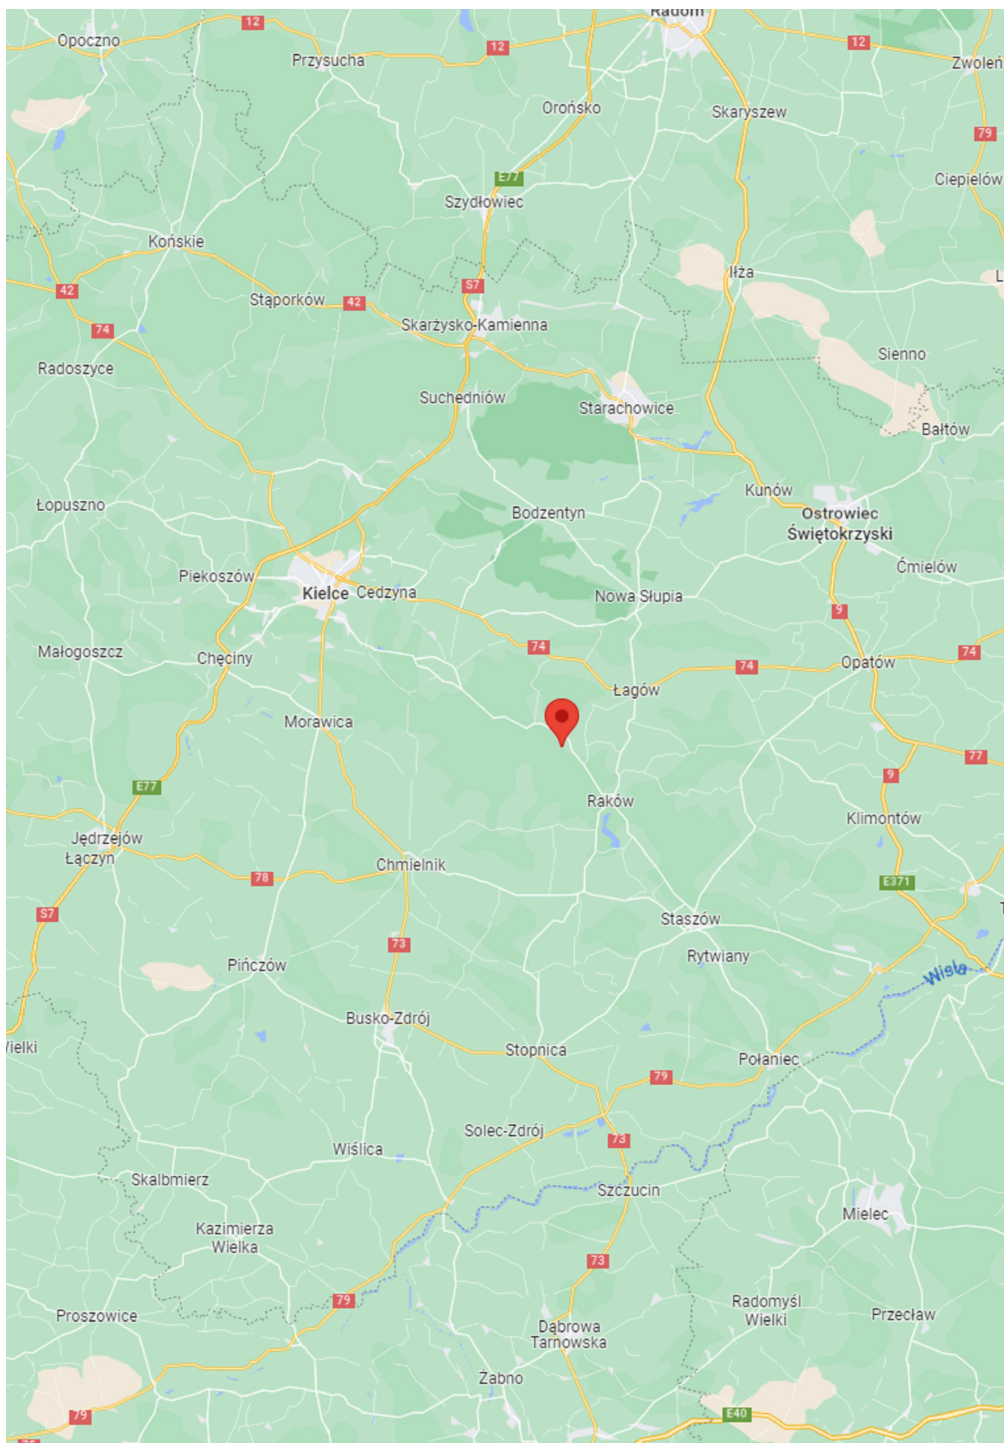 Radom
Opoczno
12
Przysucha
12
12
Zwoleń
Orońsko
Skaryszew
79
E77
Ciepielów
Szydłowiec
Końskie
Iłża
42
S7
Stąporków
42
74
Skarżysko-Kamienna
Sienno
Radoszyce
Suchedniów
Starachowice
Bałtów
Kunów
Łopuszno
Bodzentyn
Ostrowiec
Świętokrzyski
Ćmielów
Piekoszów
Kielce
Cedzyna
Nowa Słupia
9
Małogoszcz
Chęciny
74
74
Opatów
74
Łagów
Morawica
77
E77
9
Raków
Klimontów
Jędrzejów
Łączyn
Chmielnik
78
E371
S7
Staszów
73
Rytwiany
Pińczów
Wisła
Busko-Zdrój
Stopnica
Połaniec
79
Solec-Zdrój
73
Wiślica
Skalbmierz
Szczucin
Mielec
Kazimierza
Wielka
73
79
Radomyśl
Wielki
Przecław
Proszowice
Dąbrowa
Tarnowska
Żabno
79
E40